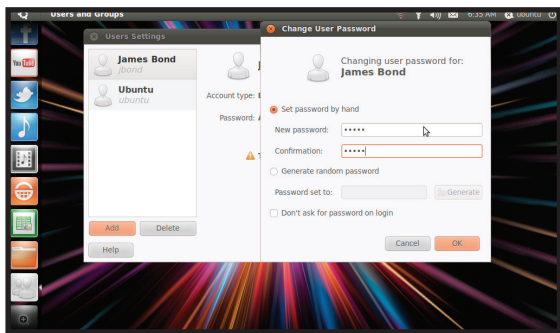 Users and Groups
6:35 AM
ubuntu
Users Settings
James Bond
jbond
Ubuntu
ubuntu
Account type:
Password:
Add
Delete
Help
Change User Password
Changing user password for:
James Bond
Set password by hand
New password: •••••
Confirmation: •••••
Generate random password
Password set to:
Generate
Don't ask for password on login
Cancel
OK
You Tube